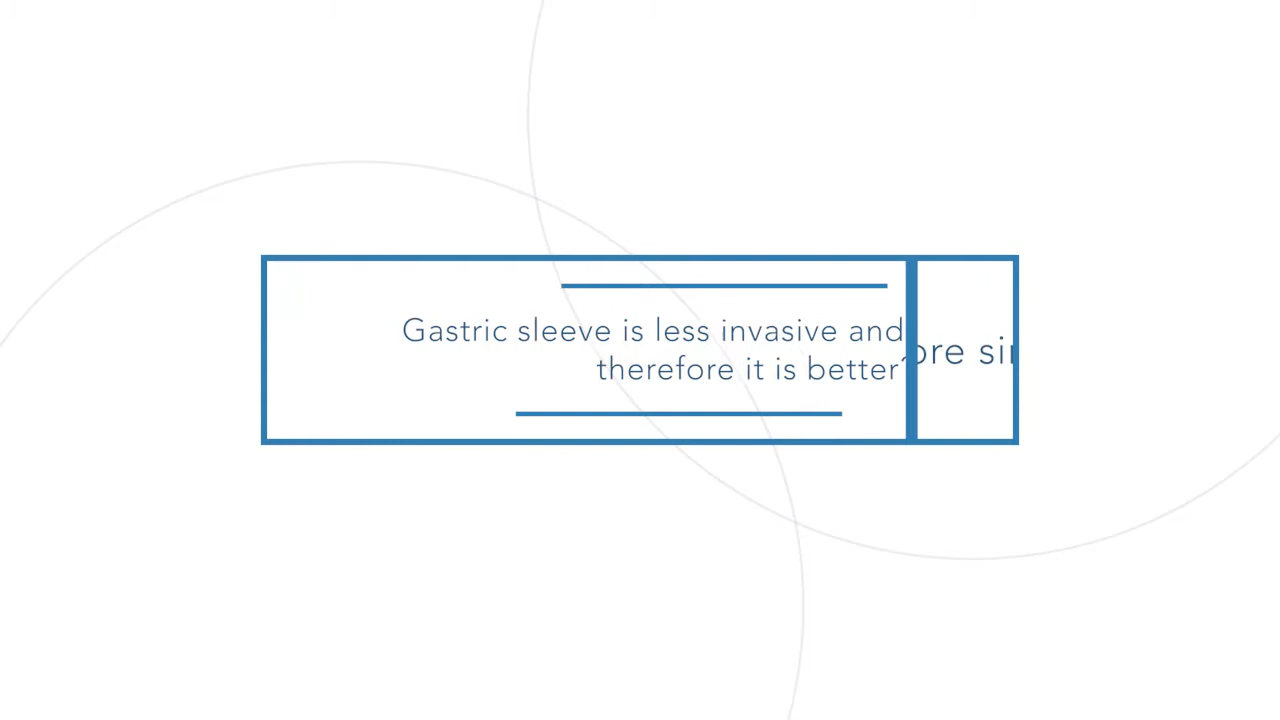 Gastric sleeve is less invasive and
therefore it is better